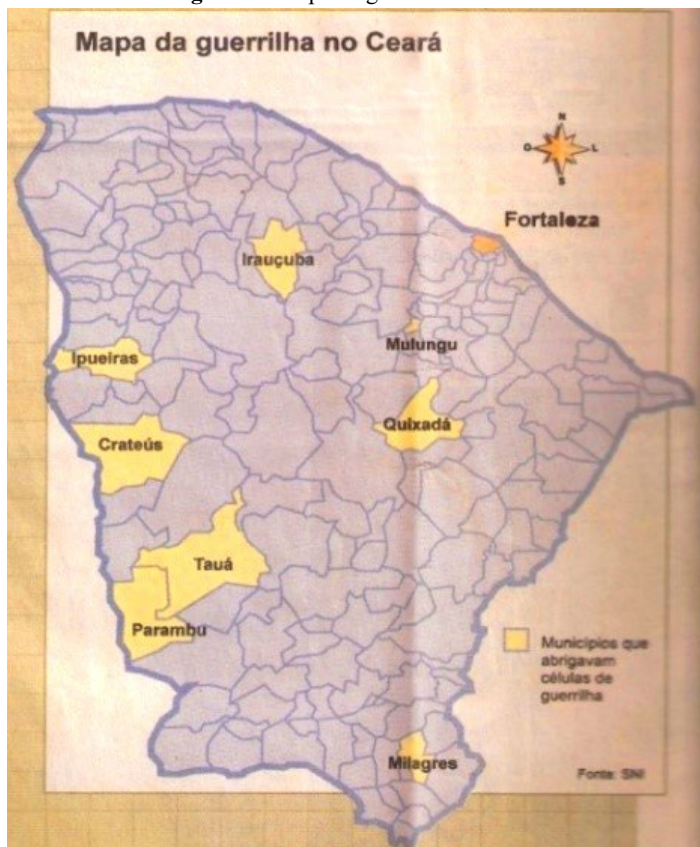 Mapa da guerrilha no Ceará
N
O
L
S
Fortaleza
Irauçuba
Mulungu
Ipueiras
Quixadá
Crateús
Tauá
Parambu
Municípios que
abrigavam
células de
guerrilha
Milagres
Fonte: SNI